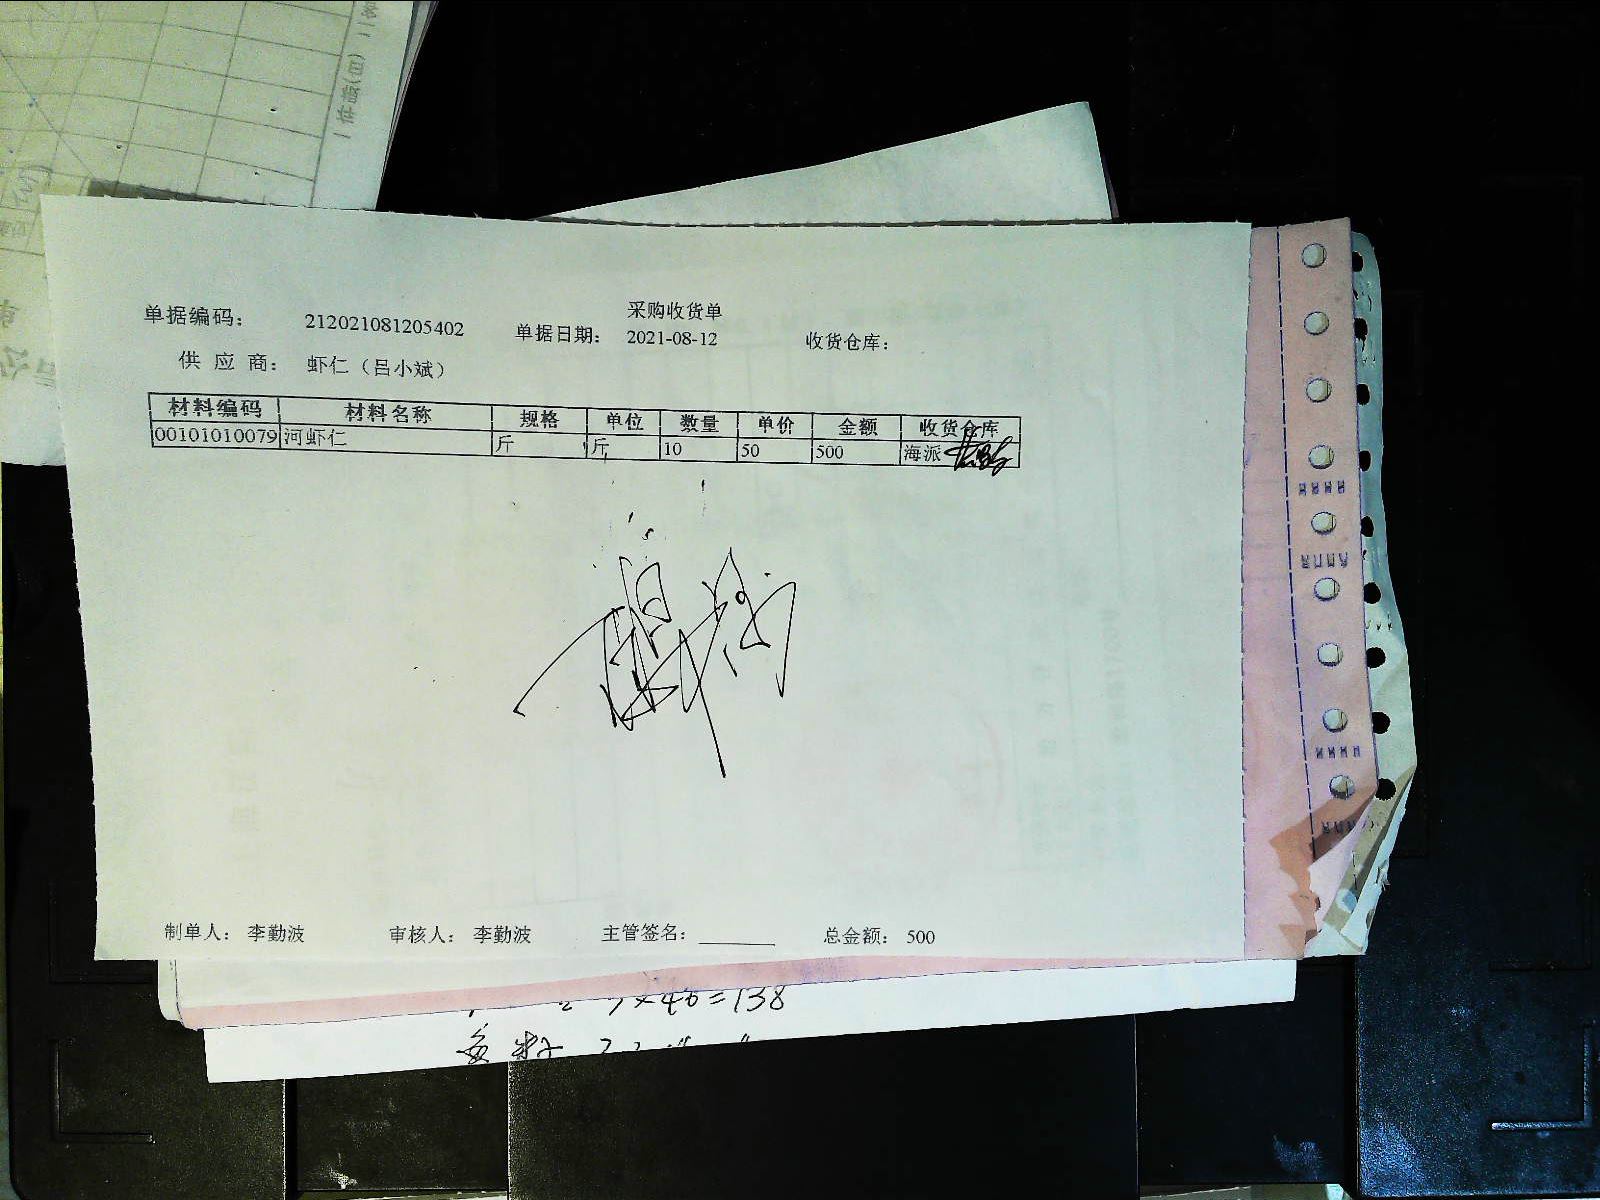 采购收货单
单据编码： 212021081205402 单据日期： 2021-08-12 收货仓库：
供 应 商： 虾仁（吕小斌）
材料编码 材料名称 规格 单位 数量 单价 金额 收货仓库
00101010079 河虾仁 斤 斤 10 50 500 海派
制单人： 李勤波 审核人： 李勤波 主管签名： ______ 总金额： 500
×46=138